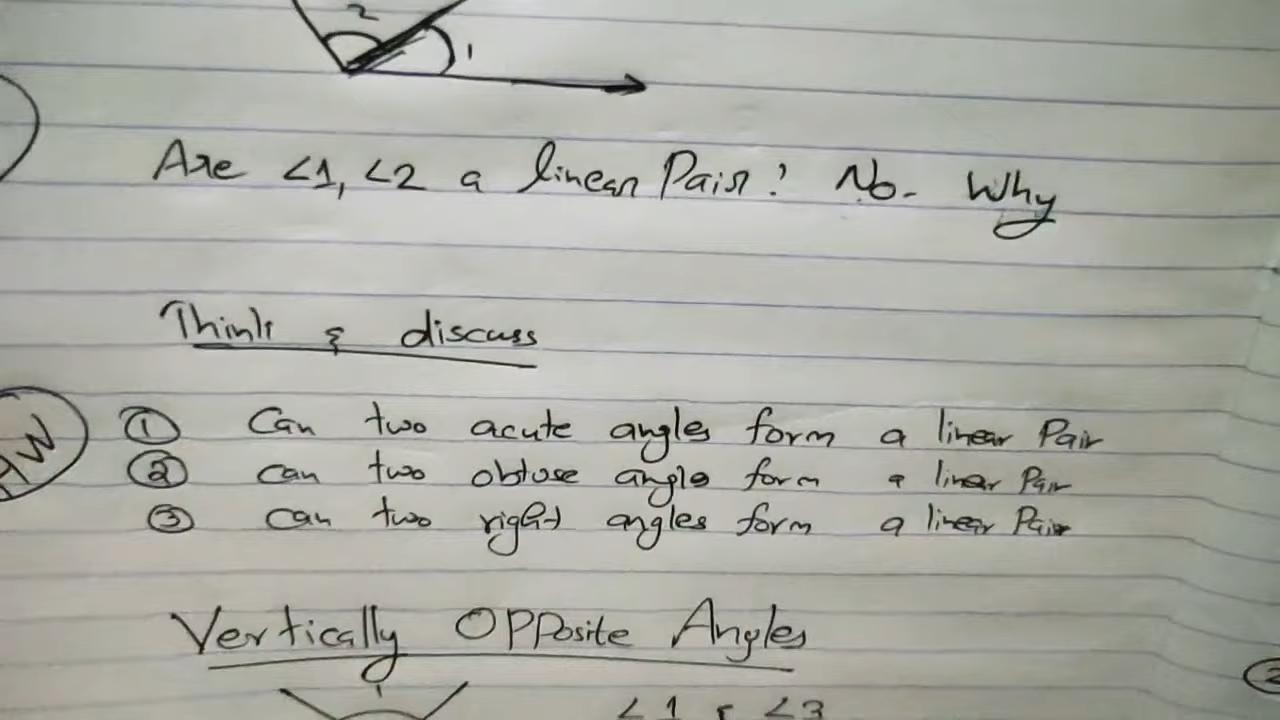 2
1
Are ∠1, ∠2 a linear Pair? No. Why
Think & discuss
HW
① Can two acute angles form a linear Pair
② can two obtuse angle form a linear Pair
③ can two right angles form a linear Pair
Vertically Opposite Angles
1
∠1 ∠3
2